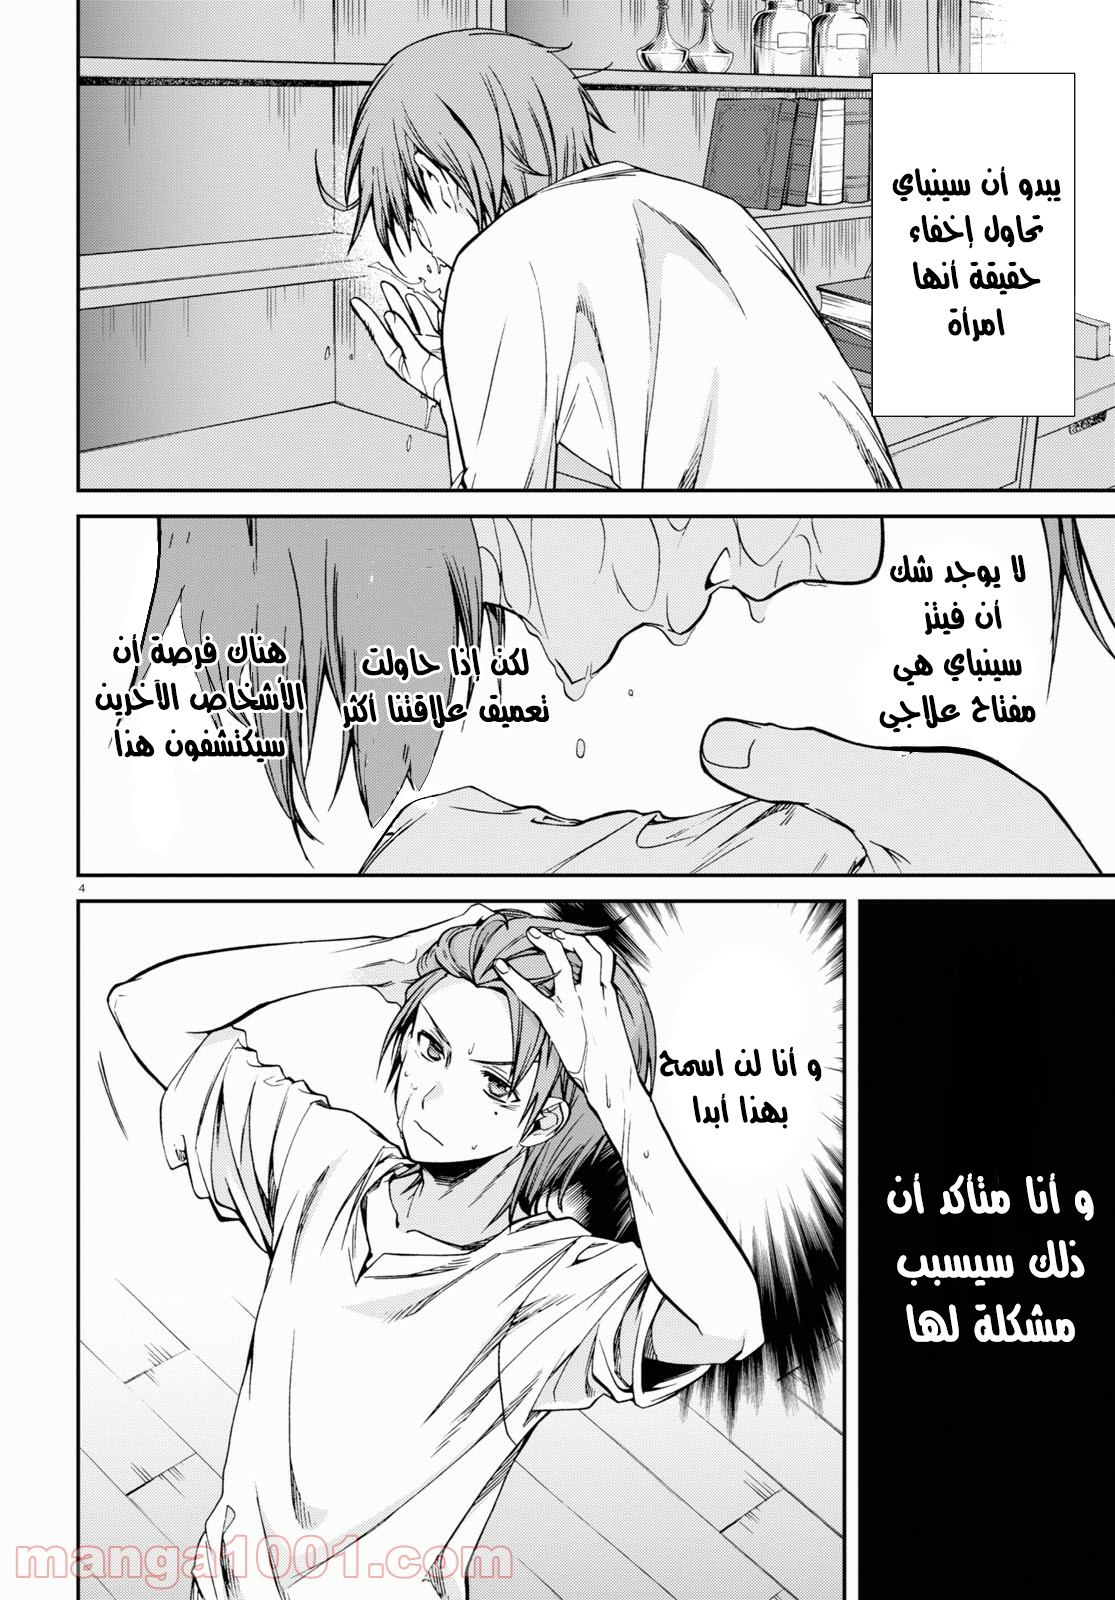 يبدو أن سينباي
تحاول إخفاء
حقيقة أنها
امرأة
لا يوجد شك
أن فيتز
سينباي هي
مفتاح علاجي
لكن إذا حاولت
تعميق علاقتنا أكثر
هناك فرصة أن
الأشخاص الآخرين
سيكتشفون هذا
4
و أنا متأكد أن
ذلك سيسبب
مشكلة لها
و أنا لن اسمح
بهذا أبدا
manga1001.com